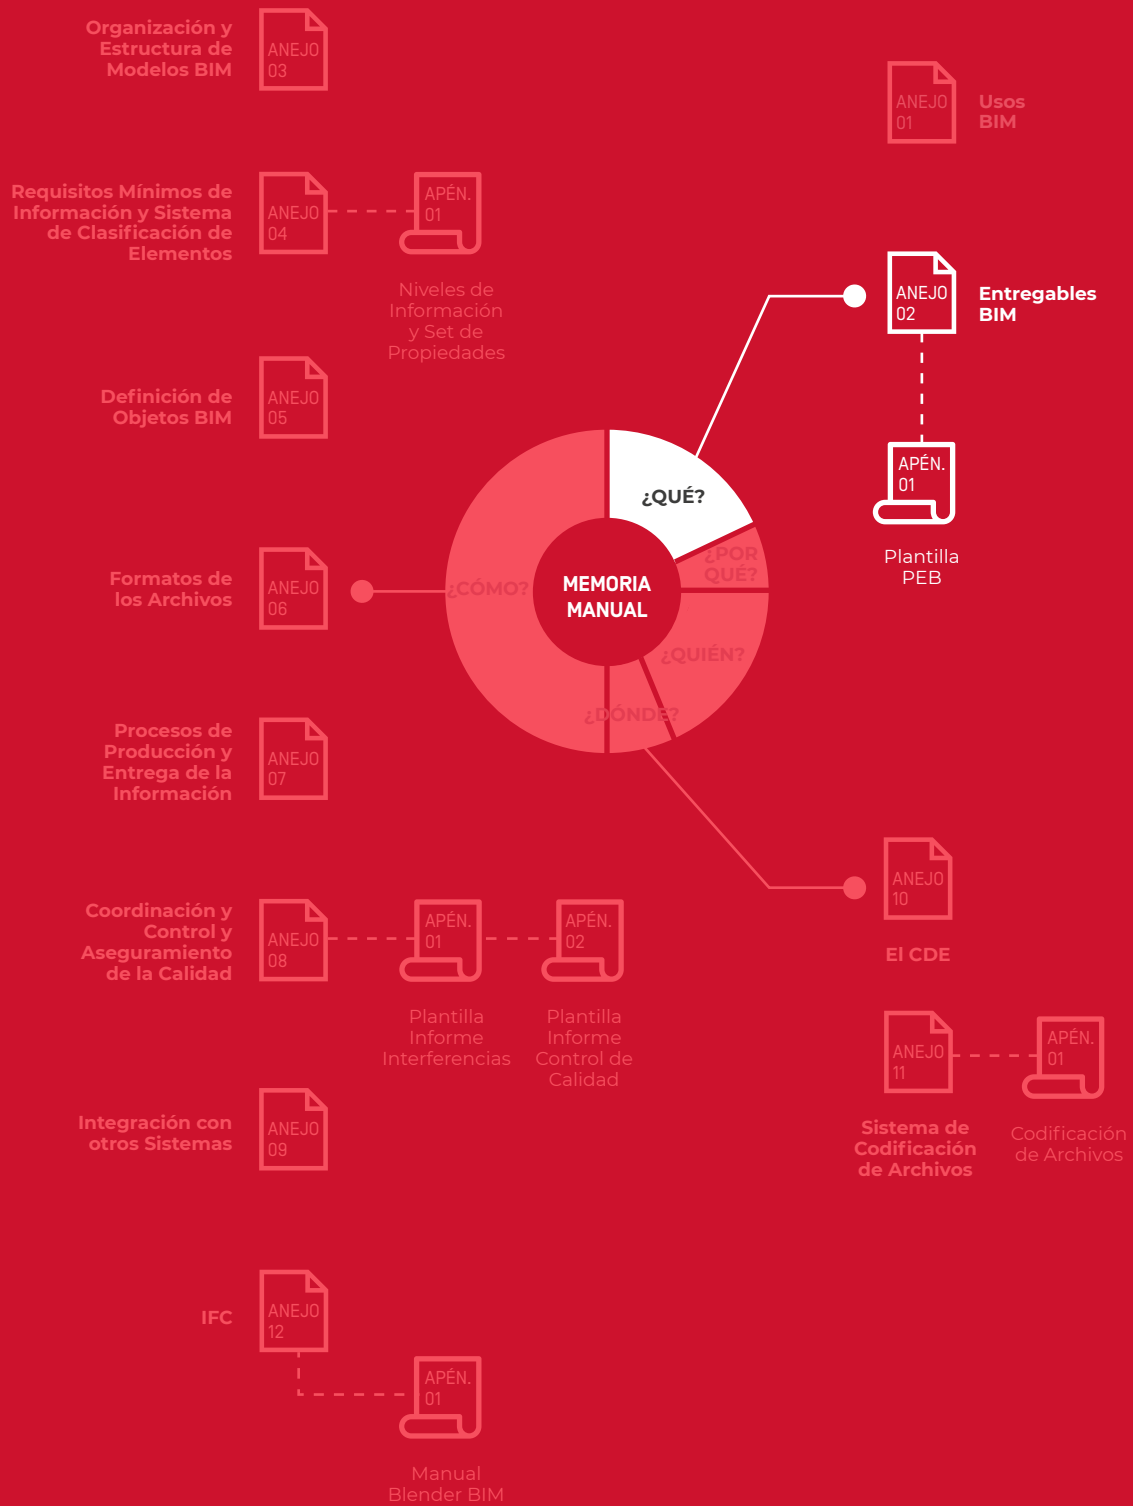 Organización y
Estructura de
Modelos BIM
ANEJO
03
ANEJO
01
Usos
BIM
Requisitos Mínimos de
Información y Sistema
de Clasificación de
Elementos
ANEJO
04
APÉN.
01
Niveles de
Información
y Set de
Propiedades
ANEJO
02
Entregables
BIM
APÉN.
01
Plantilla
PEB
Definición de
Objetos BIM
ANEJO
05
¿QUÉ?
¿POR
QUÉ?
¿QUIÉN?
¿DÓNDE?
¿CÓMO?
MEMORIA
MANUAL
Formatos de
los Archivos
ANEJO
06
Procesos de
Producción y
Entrega de la
Información
ANEJO
07
ANEJO
10
El CDE
Coordinación y
Control y
Aseguramiento
de la Calidad
ANEJO
08
APÉN.
01
Plantilla
Informe
Interferencias
APÉN.
02
Plantilla
Informe
Control de
Calidad
ANEJO
11
Sistema de
Codificación
de Archivos
APÉN.
01
Codificación
de Archivos
Integración con
otros Sistemas
ANEJO
09
IFC
ANEJO
12
APÉN.
01
Manual
Blender BIM